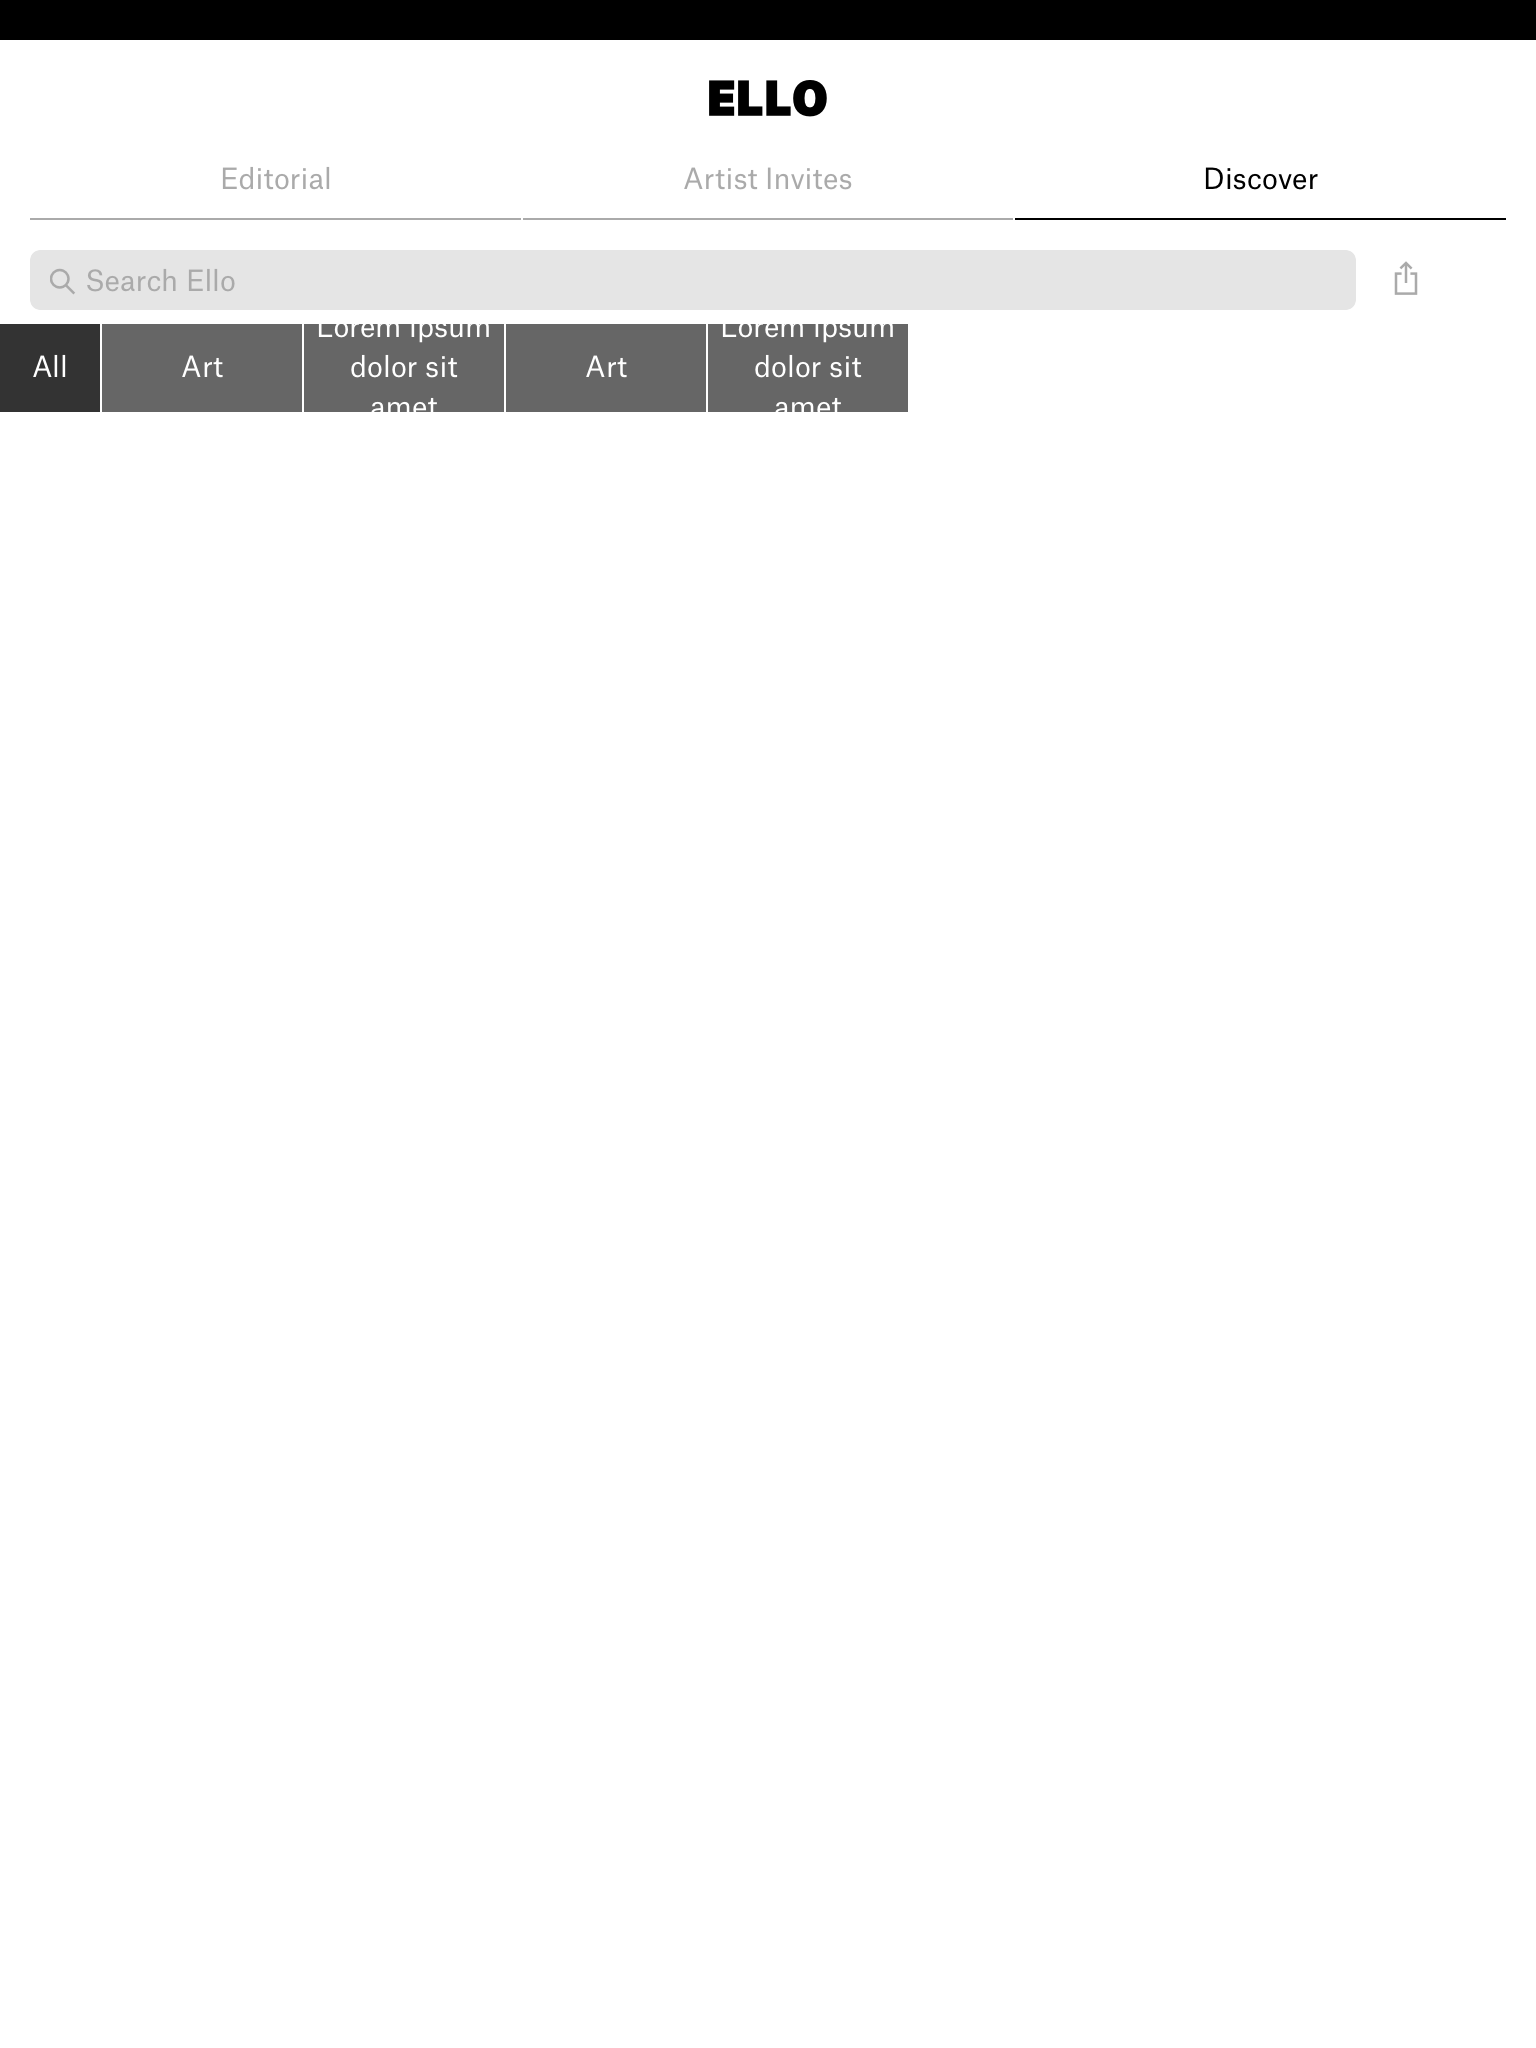 ELLO
Editorial
Artist Invites
Discover
Search Ello
All
Art
Lorem ipsum
dolor sit
amet
Art
Lorem ipsum
dolor sit
amet